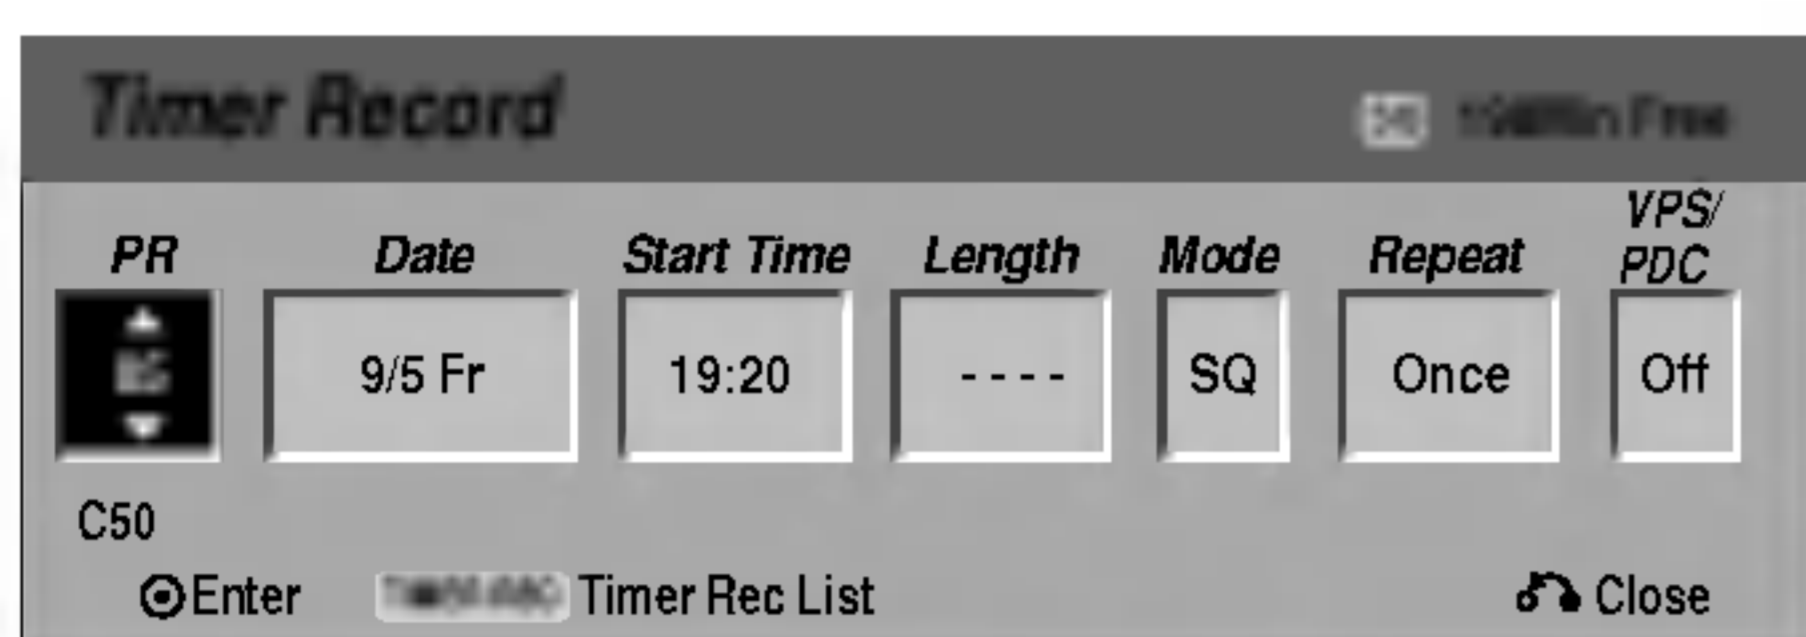 Timer Record Free
VPS/
PR Date Start Time Length Mode Repeat PDC
9/5 Fr 19:20 ---- SQ Once Off
C50
Enter Timer Rec List Close